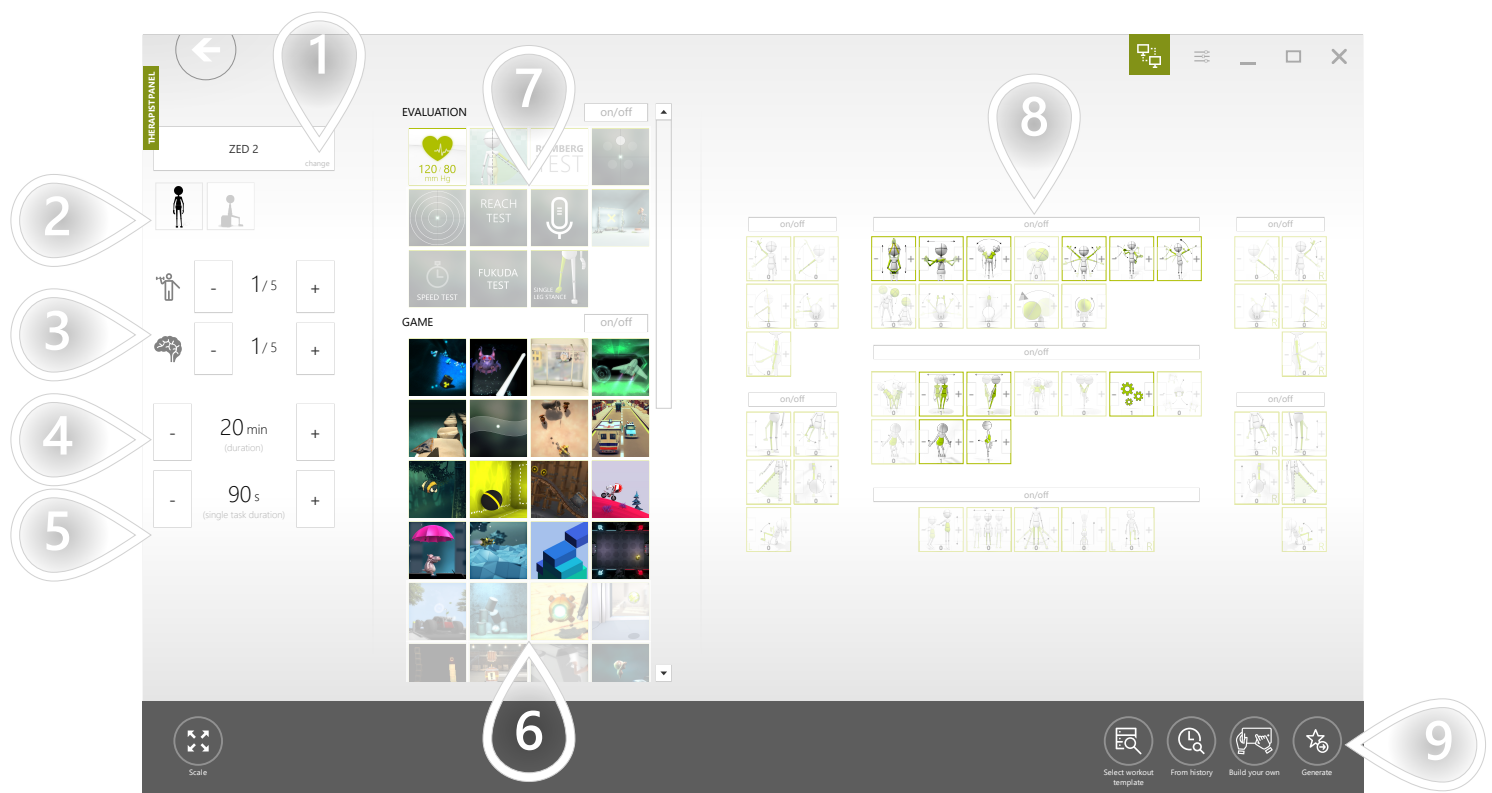 1
THERAPIST PANEL
ZED 2
change
2
3
- 1/5 +
- 1/5 +
4
- 20 min +
(duration)
5
- 90 s +
(single task duration)
7
EVALUATION
on/off
120/80
mm Hg
TEST
REACH
TEST
SPEED TEST
FUKUDA
TEST
SINGLE
LEG STANCE
GAME
on/off
6
8
on/off
on/off
on/off
on/off
on/off
on/off
on/off
9
Scale
Select workout
template
From history
Build your own
Generate